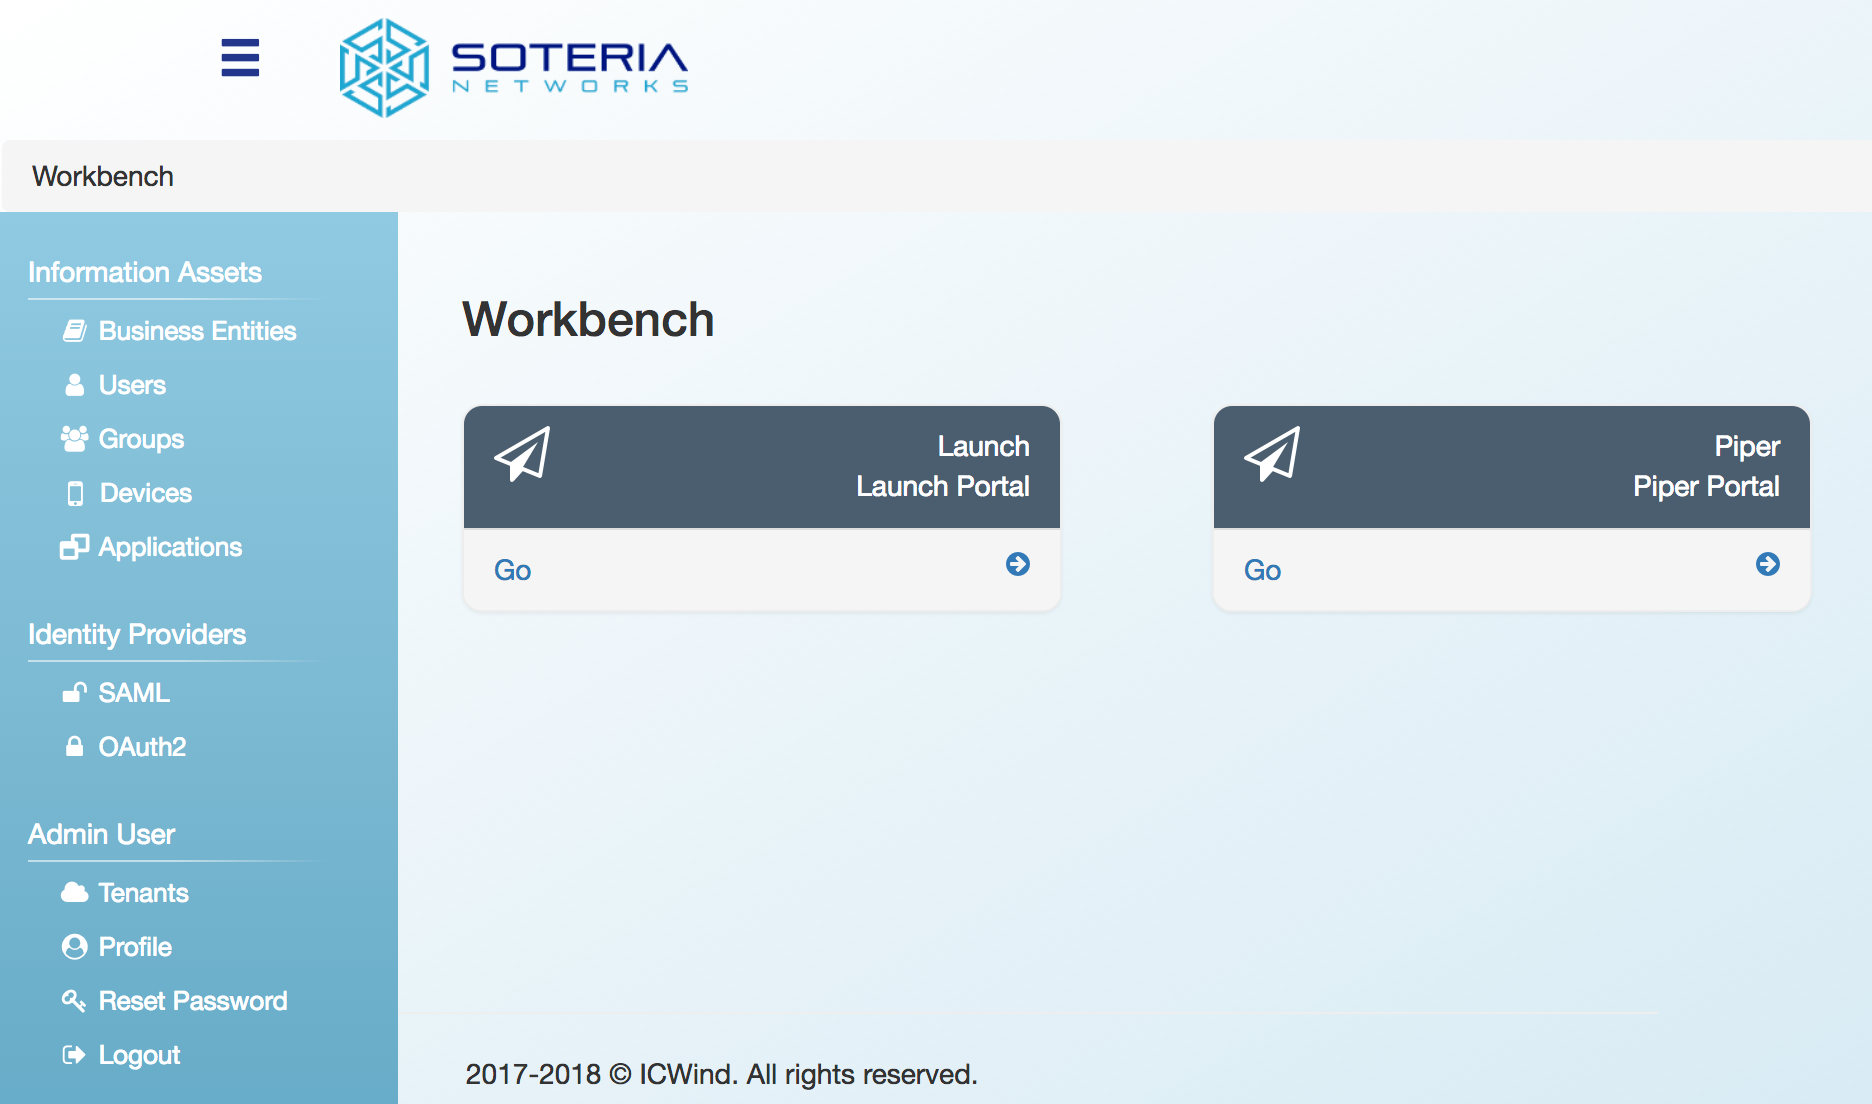 SOTERIA
NETWORKS
Workbench
Information Assets
Business Entities
Users
Groups
Devices
Applications
Identity Providers
SAML
OAuth2
Admin User
Tenants
Profile
Reset Password
Logout
Workbench
Launch
Launch Portal
Go
Piper
Piper Portal
Go
2017-2018 © ICWind. All rights reserved.